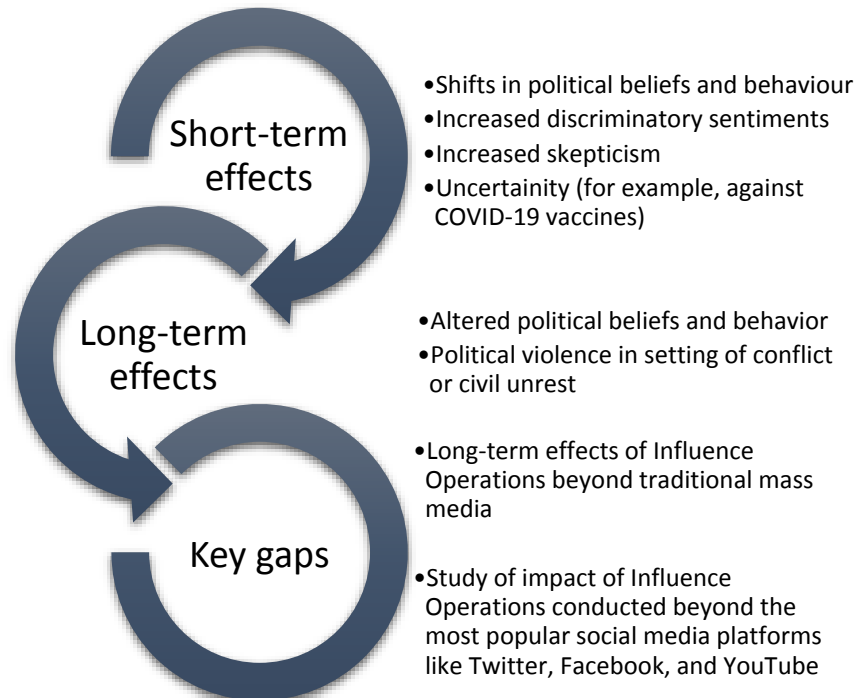 Short-term
effects
•Shifts in political beliefs and behaviour
•Increased discriminatory sentiments
•Increased skepticism
•Uncertainity (for example, against
COVID-19 vaccines)
Long-term
effects
•Altered political beliefs and behavior
•Political violence in setting of conflict
or civil unrest
Key gaps
•Long-term effects of Influence
Operations beyond traditional mass
media
•Study of impact of Influence
Operations conducted beyond the
most popular social media platforms
like Twitter, Facebook, and YouTube